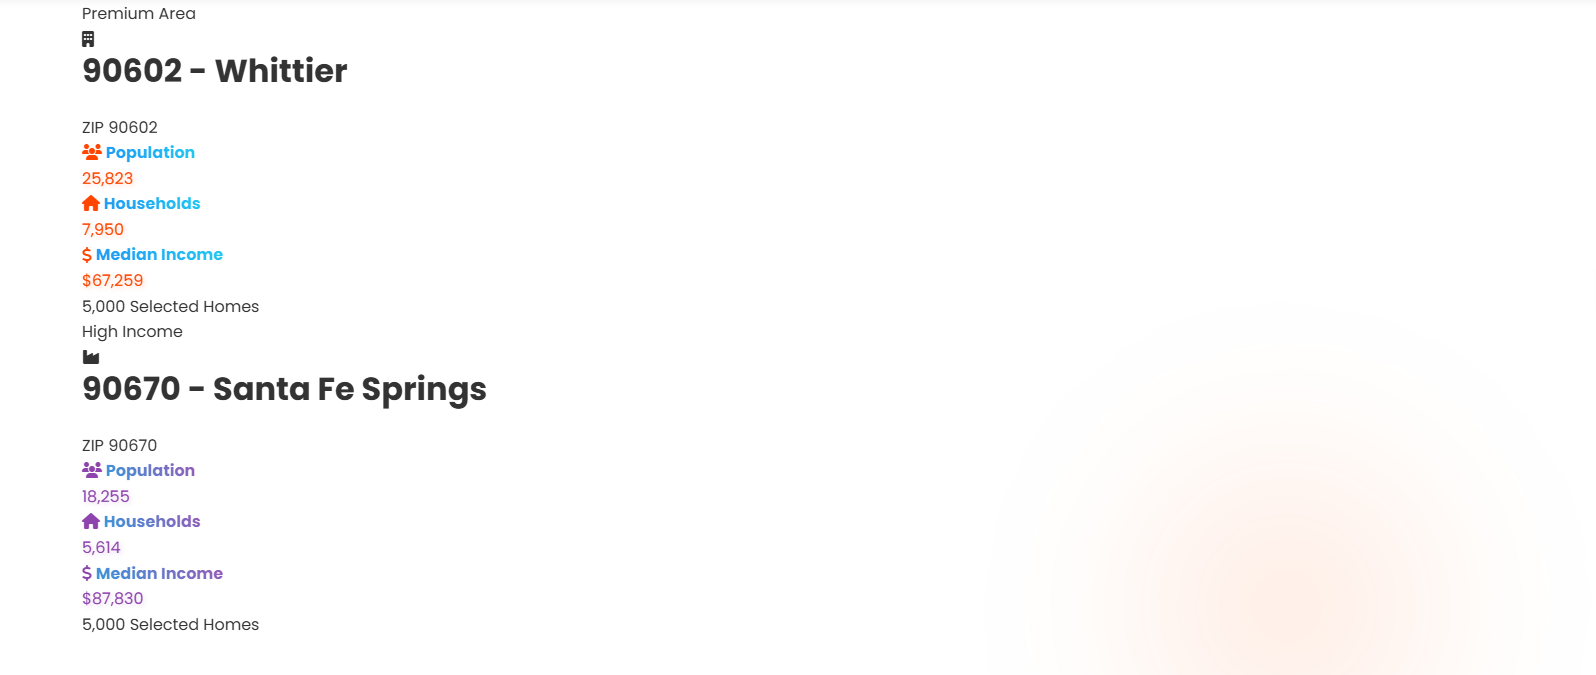 Premium Area
90602 - Whittier
ZIP 90602
Population
25,823
Households
7,950
$ Median Income
$67,259
5,000 Selected Homes
High Income
90670 - Santa Fe Springs
ZIP 90670
Population
18,255
Households
5,614
$ Median Income
$87,830
5,000 Selected Homes